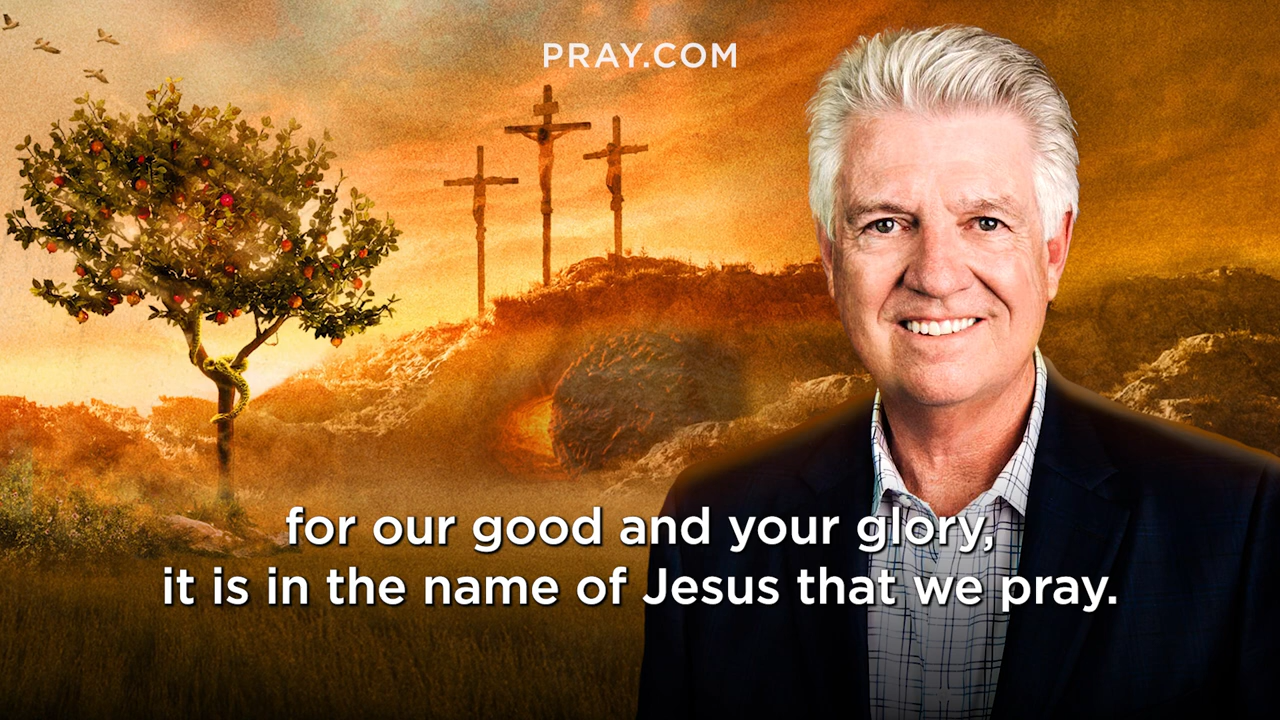 PRAY.COM
for our good and your glory,
it is in the name of Jesus that we pray.